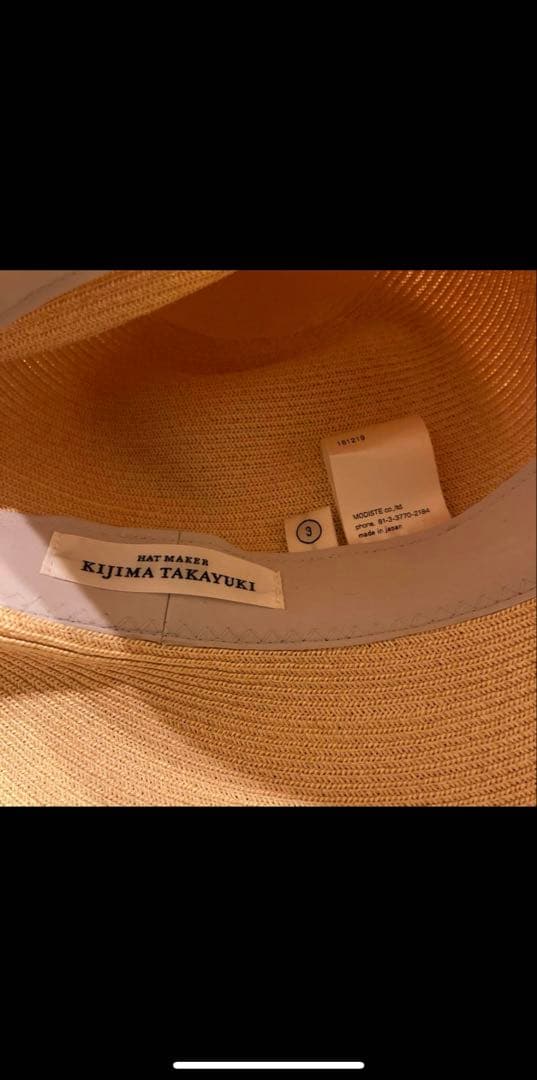 161219
MODISTE co.,ltd.
phone. 81-3-3770-2184
made in japan
3
HAT MAKER
KIJIMA TAKAYUKI